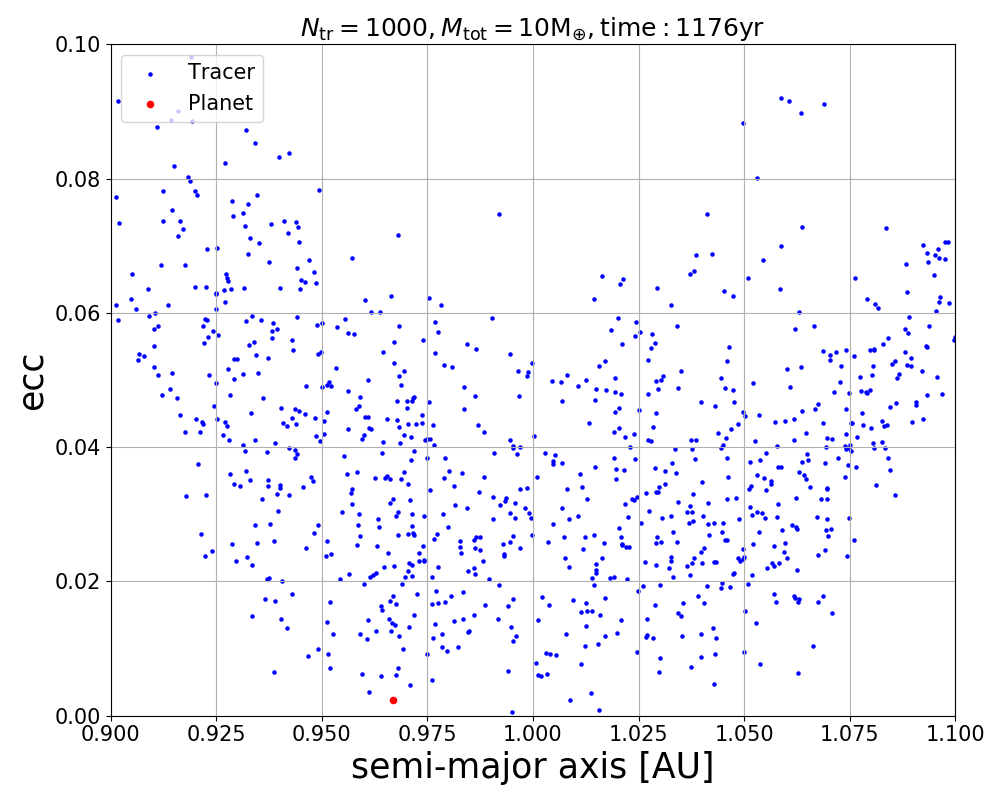 N_tr = 1000, M_tot = 10M_⊕, time : 1176yr
Tracer
Planet
0.10
0.08
0.06
0.04
0.02
0.00
ecc
0.900 0.925 0.950 0.975 1.000 1.025 1.050 1.075 1.100
semi-major axis [AU]